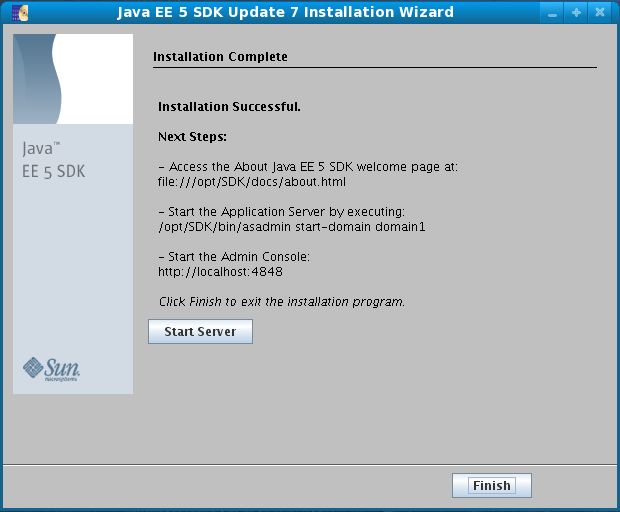 Java EE 5 SDK Update 7 Installation Wizard
Installation Complete
Java™
EE 5 SDK
Installation Successful.
Next Steps:
- Access the About Java EE 5 SDK welcome page at:
file:///opt/SDK/docs/about.html
- Start the Application Server by executing:
/opt/SDK/bin/asadmin start-domain domain1
- Start the Admin Console:
http://localhost:4848
Click Finish to exit the installation program.
Start Server
Sun
Microsystems
Finish